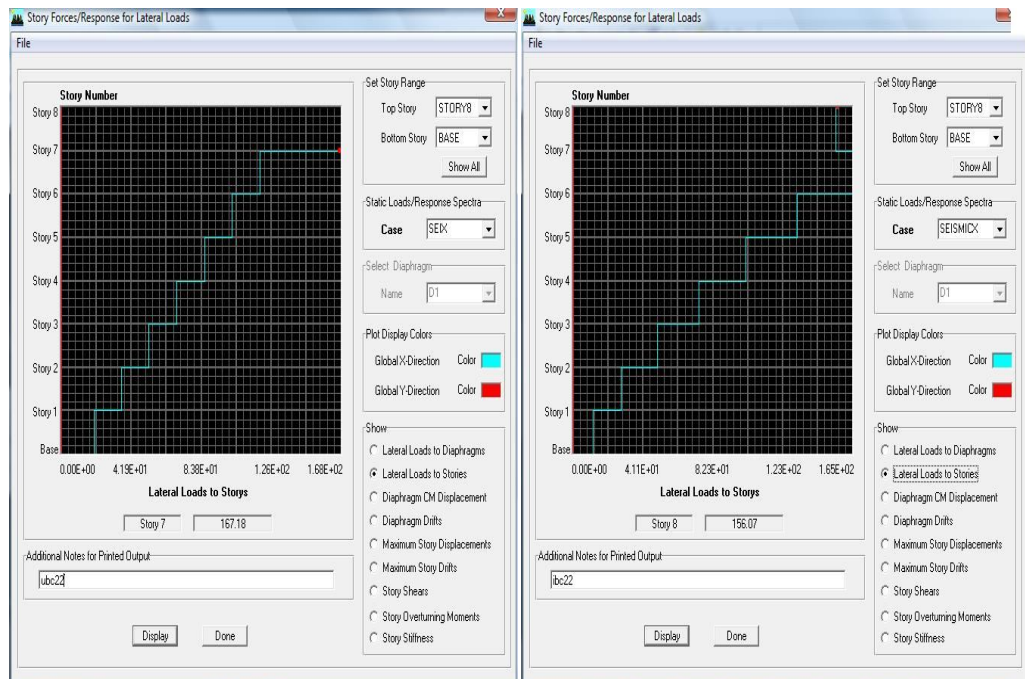 Story Forces/Response for Lateral Loads
File
Story Number
Story 8
Story 7
Story 6
Story 5
Story 4
Story 3
Story 2
Story 1
Base
0.00E+00 4.19E+01 8.38E+01 1.26E+02 1.68E+02
Lateral Loads to Storys
Story 7 167.18
Additional Notes for Printed Output
ubc22
Display Done
Set Story Range
Top Story STORY8
Bottom Story BASE
Show All
Static Loads/Response Spectra
Case SEIX
Select Diaphragm
Name D1
Plot Display Colors
Global X-Direction Color
Global Y-Direction Color
Show
Lateral Loads to Diaphragms
Lateral Loads to Stories
Diaphragm CM Displacement
Diaphragm Drifts
Maximum Story Displacements
Maximum Story Drifts
Story Shears
Story Overturning Moments
Story Stiffness
Story Forces/Response for Lateral Loads
File
Story Number
Story 8
Story 7
Story 6
Story 5
Story 4
Story 3
Story 2
Story 1
Base
0.00E+00 4.11E+01 8.23E+01 1.23E+02 1.65E+02
Lateral Loads to Storys
Story 8 156.07
Additional Notes for Printed Output
ibc22
Display Done
Set Story Range
Top Story STORY8
Bottom Story BASE
Show All
Static Loads/Response Spectra
Case SEISMICX
Select Diaphragm
Name D1
Plot Display Colors
Global X-Direction Color
Global Y-Direction Color
Show
Lateral Loads to Diaphragms
Lateral Loads to Stories
Diaphragm CM Displacement
Diaphragm Drifts
Maximum Story Displacements
Maximum Story Drifts
Story Shears
Story Overturning Moments
Story Stiffness